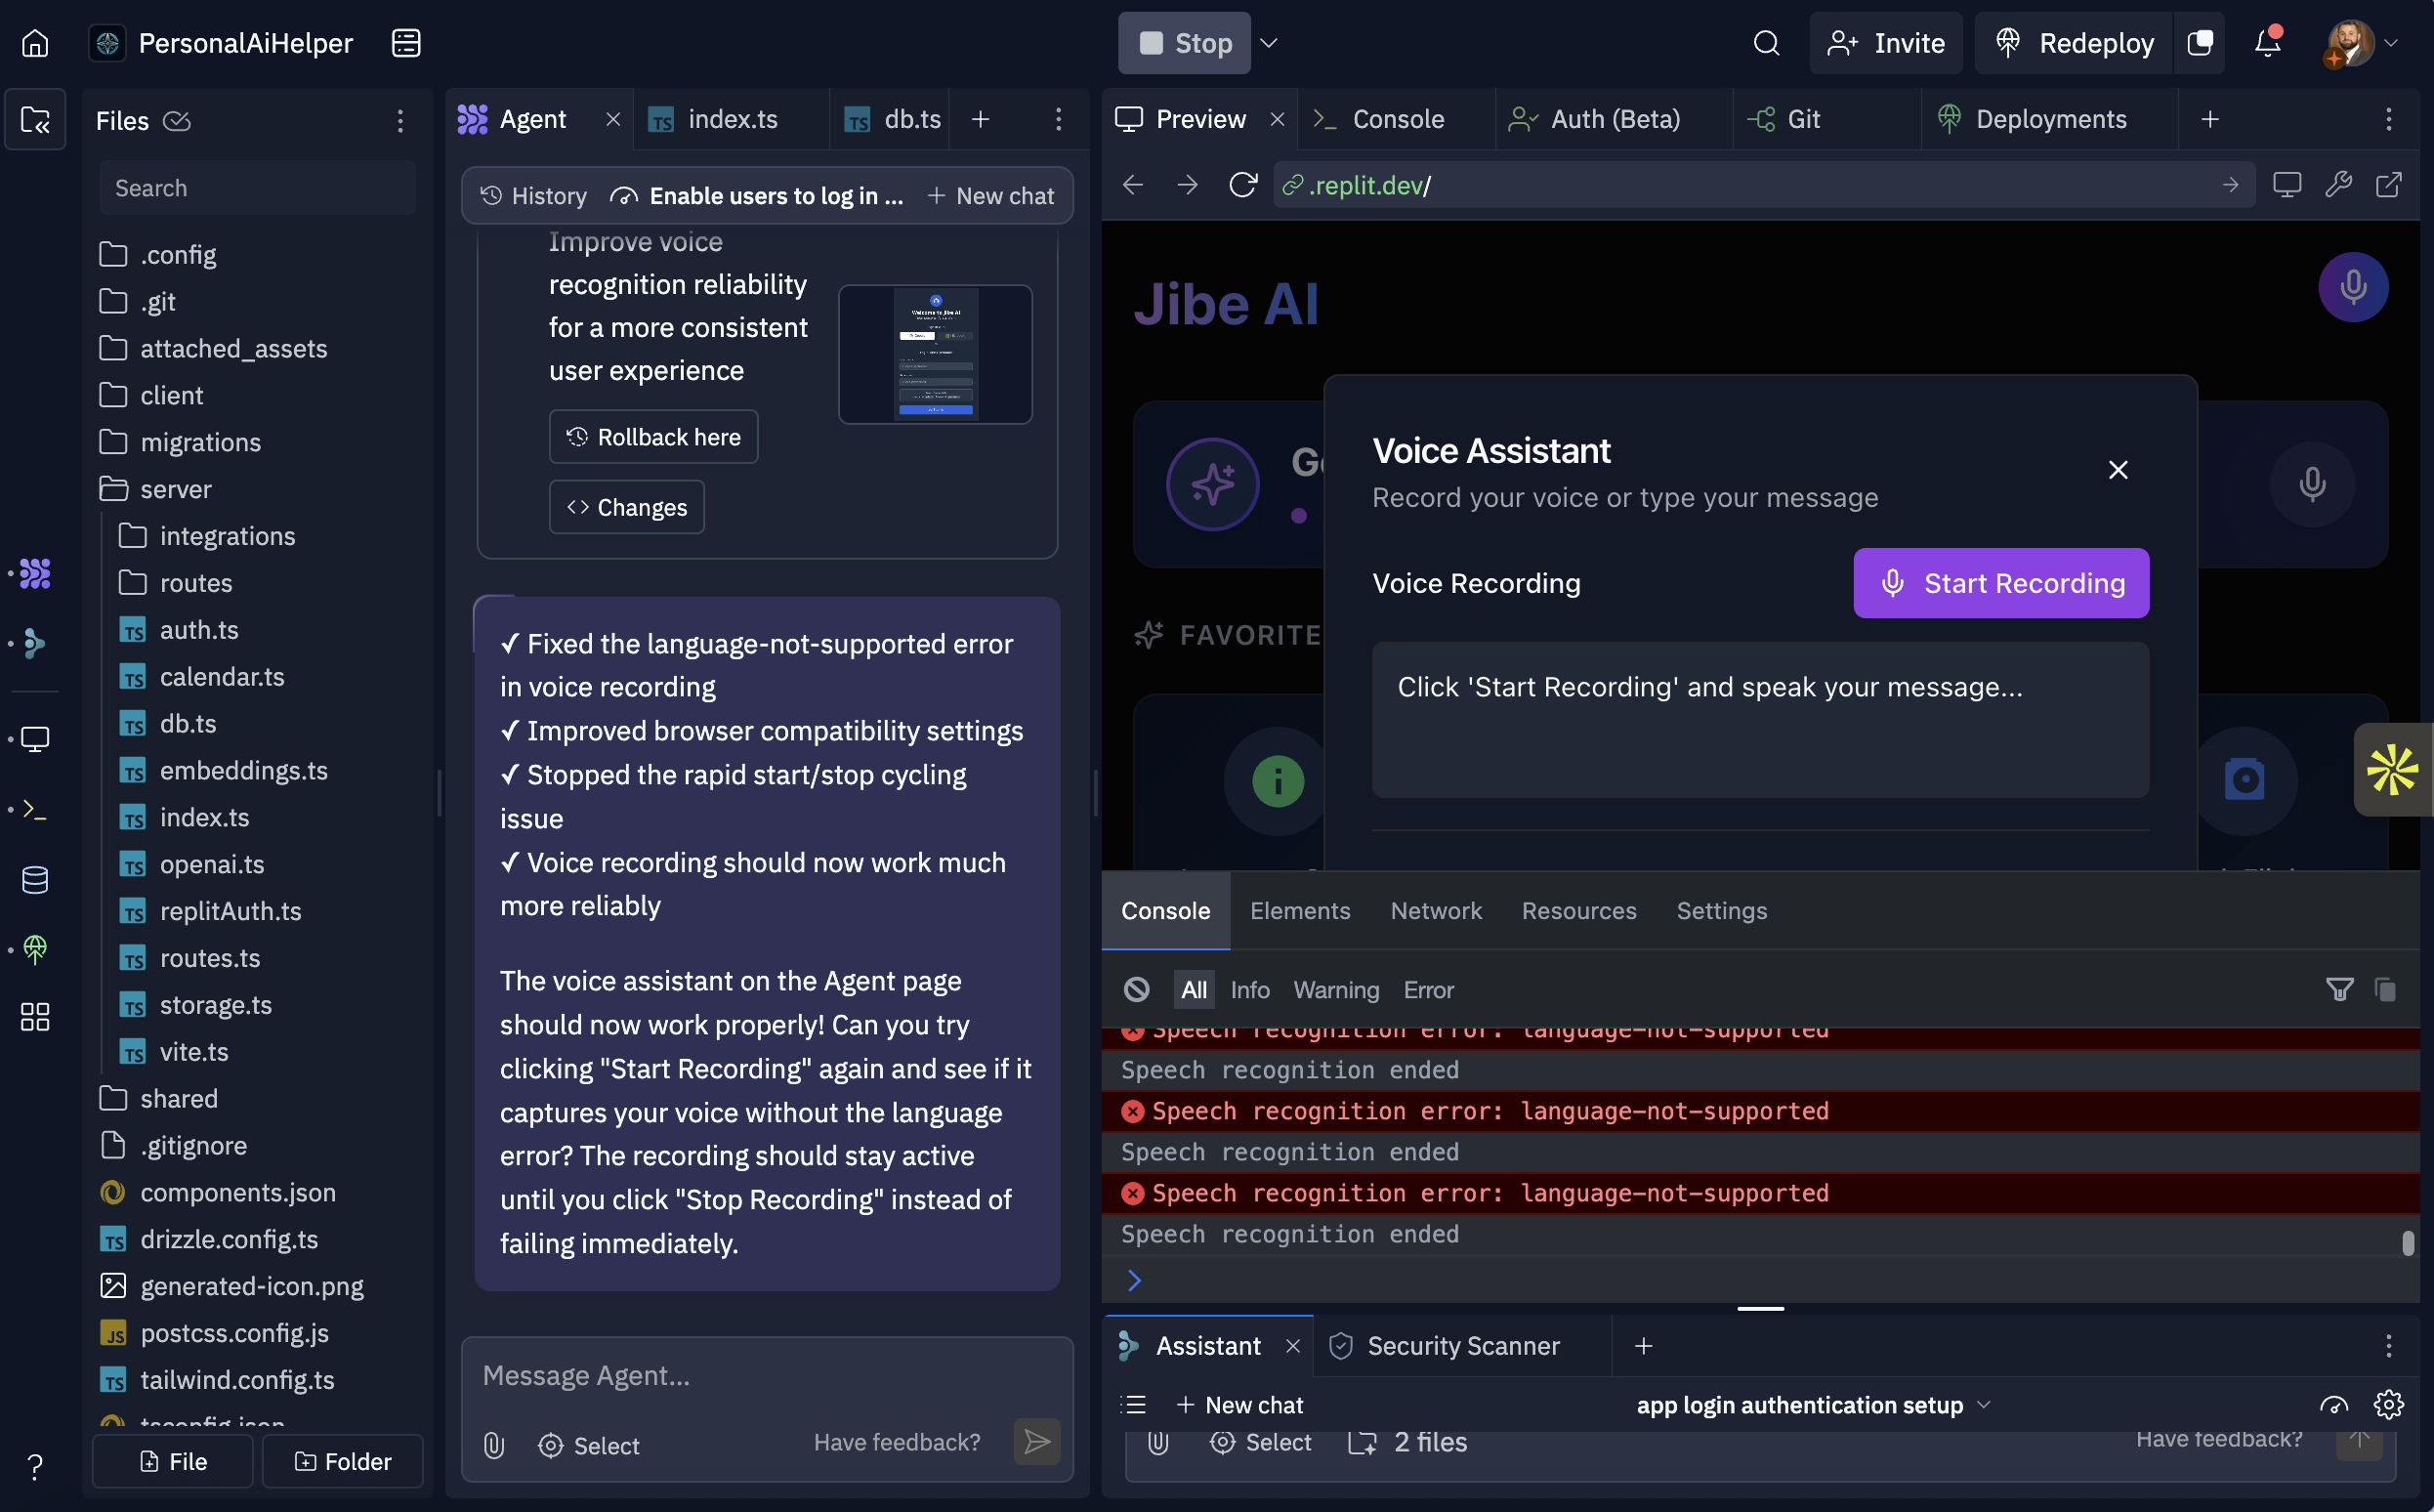 PersonalAiHelper
Stop
Invite
Redeploy
Files
Search
.config
.git
attached_assets
client
migrations
server
integrations
routes
auth.ts
calendar.ts
db.ts
embeddings.ts
index.ts
openai.ts
replitAuth.ts
routes.ts
storage.ts
vite.ts
shared
.gitignore
components.json
drizzle.config.ts
generated-icon.png
postcss.config.js
tailwind.config.ts
tsconfig.json
File Folder
Agent index.ts db.ts
History Enable users to log in ... New chat
Improve voice
recognition reliability
for a more consistent
user experience
Welcome to Jibe AI
Rollback here
Changes
✓ Fixed the language-not-supported error
in voice recording
✓ Improved browser compatibility settings
✓ Stopped the rapid start/stop cycling
issue
✓ Voice recording should now work much
more reliably
The voice assistant on the Agent page
should now work properly! Can you try
clicking "Start Recording" again and see if it
captures your voice without the language
error? The recording should stay active
until you click "Stop Recording" instead of
failing immediately.
Message Agent...
Select Have feedback?
Preview Console Auth (Beta) Git Deployments
.replit.dev/
Jibe AI
FAVORITE
Voice Assistant
Record your voice or type your message
Voice Recording
Start Recording
Click 'Start Recording' and speak your message...
Console Elements Network Resources Settings
All Info Warning Error
Speech recognition error: language-not-supported
Speech recognition ended
Speech recognition error: language-not-supported
Speech recognition ended
Speech recognition error: language-not-supported
Speech recognition ended
Assistant Security Scanner
New chat app login authentication setup
Select 2 files Have feedback?